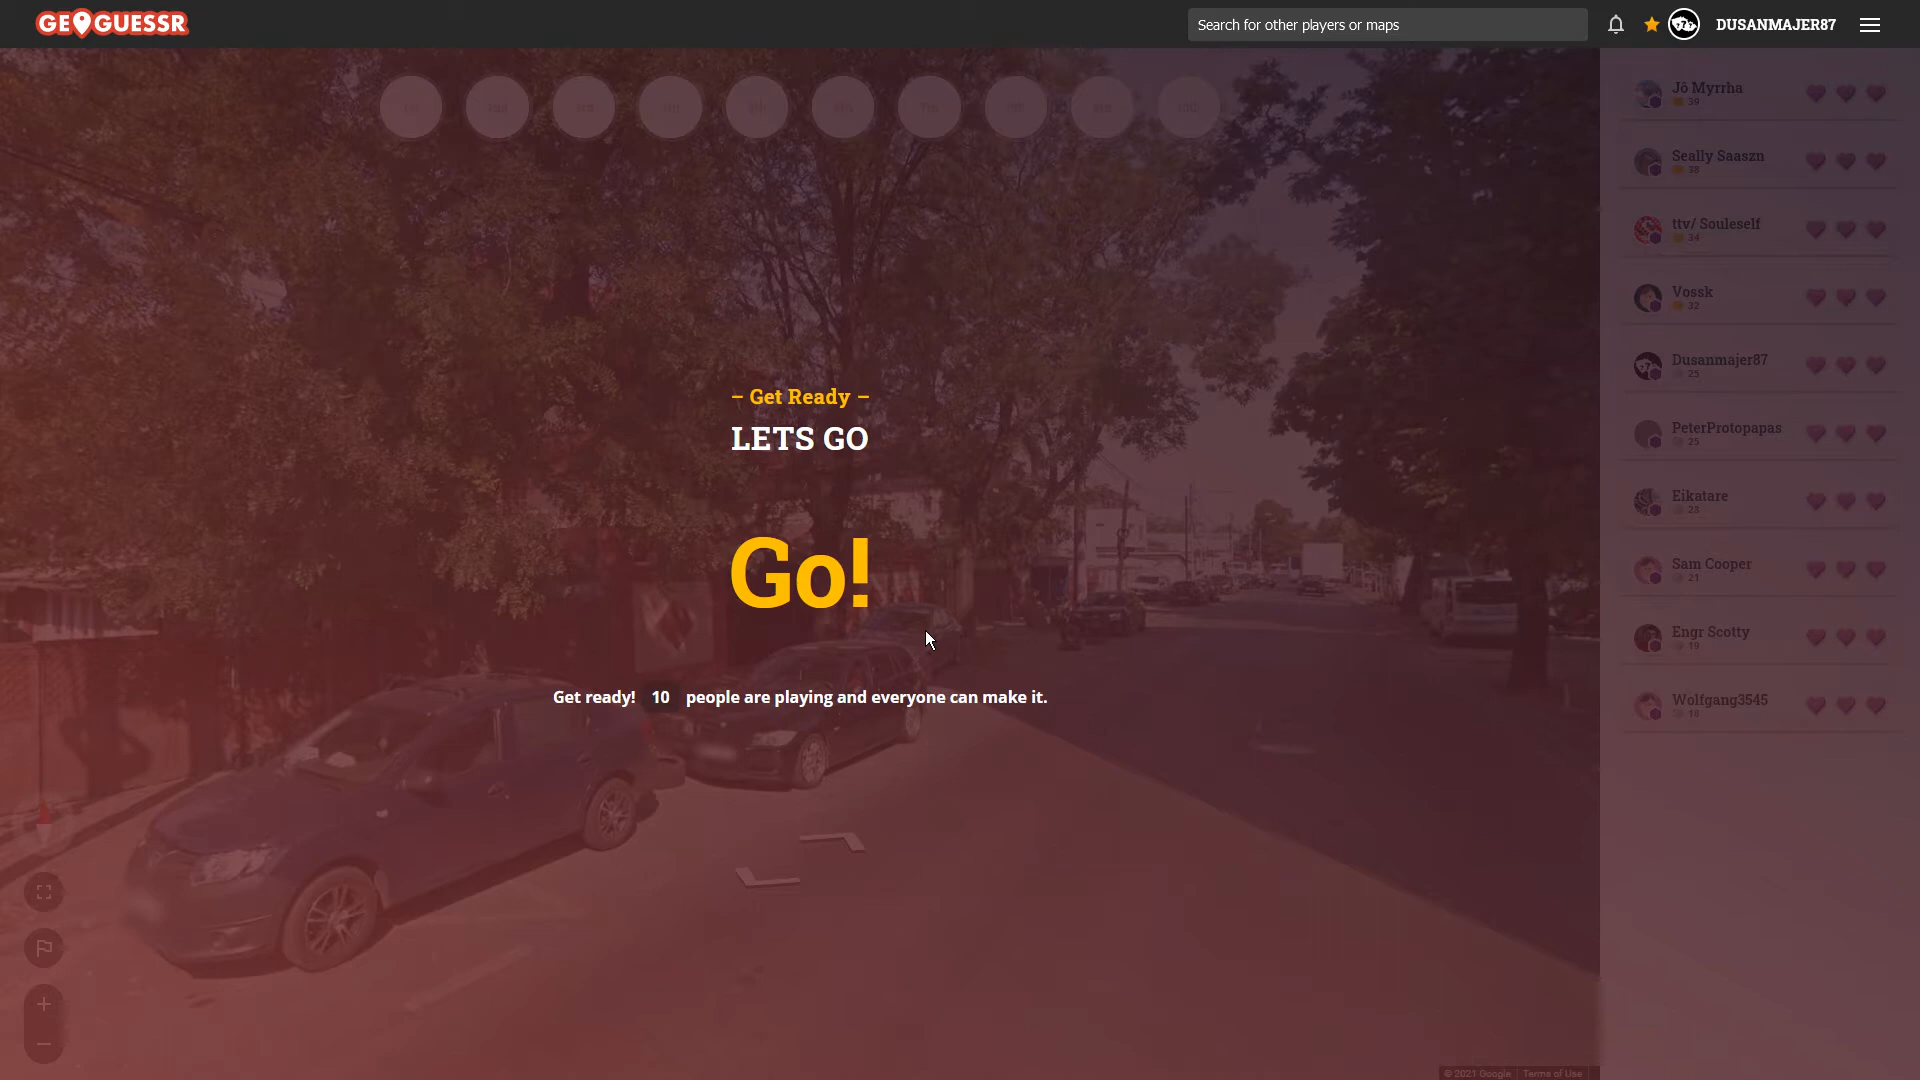 GEOGUESSR
Search for other players or maps
DUSANMAJER87
Jô Myrrha
39
Seally Saaszn
38
ttv/ Souleself
34
Vossk
32
Dusanmajer87
25
PeterProtopapas
25
Eikatare
23
Sam Cooper
21
Engr Scotty
19
Wolfgang3545
18
– Get Ready –
LETS GO
Go!
Get ready! 10 people are playing and everyone can make it.
© 2021 Google
Terms of Use